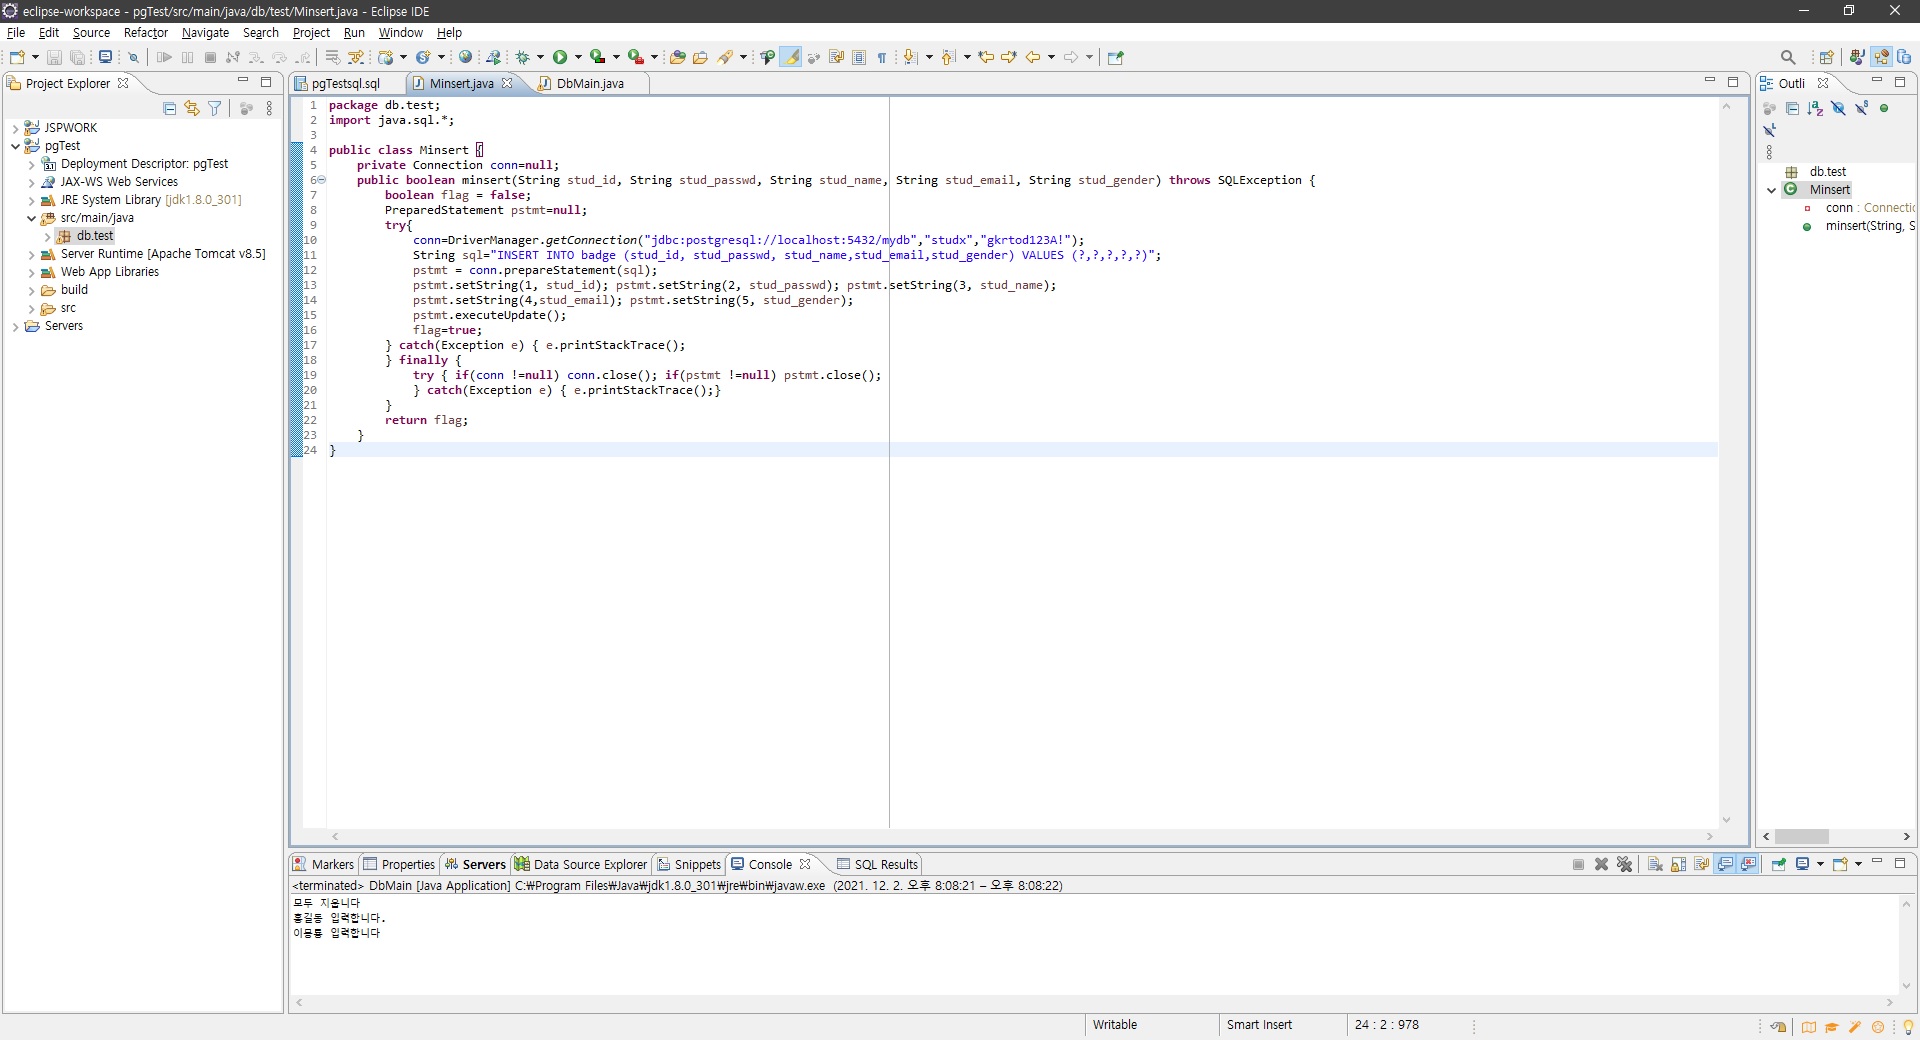 eclipse-workspace - pgTest/src/main/java/db/test/Minsert.java - Eclipse IDE
File Edit Source Refactor Navigate Search Project Run Window Help
Project Explorer
JSPWORK
pgTest
Deployment Descriptor: pgTest
JAX-WS Web Services
JRE System Library [jdk1.8.0_301]
src/main/java
db.test
Server Runtime [Apache Tomcat v8.5]
Web App Libraries
build
src
Servers
pgTestsql.sql Minsert.java DbMain.java
1 package db.test;
2 import java.sql.*;
3
4 public class Minsert {
5 private Connection conn=null;
6 public boolean minsert(String stud_id, String stud_passwd, String stud_name, String stud_email, String stud_gender) throws SQLException {
7 boolean flag = false;
8 PreparedStatement pstmt=null;
9 try{
10 conn=DriverManager.getConnection("jdbc:postgresql://localhost:5432/mydb","studx","gkrtod123A!");
11 String sql="INSERT INTO badge (stud_id, stud_passwd, stud_name,stud_email,stud_gender) VALUES (?,?,?,?,?)";
12 pstmt = conn.prepareStatement(sql);
13 pstmt.setString(1, stud_id); pstmt.setString(2, stud_passwd); pstmt.setString(3, stud_name);
14 pstmt.setString(4,stud_email); pstmt.setString(5, stud_gender);
15 pstmt.executeUpdate();
16 flag=true;
17 } catch(Exception e) { e.printStackTrace();
18 } finally {
19 try { if(conn !=null) conn.close(); if(pstmt !=null) pstmt.close();
20 } catch(Exception e) { e.printStackTrace();}
21 }
22 return flag;
23 }
24 }
Outli
db.test
Minsert
conn : Connectic
minsert(String, S
Markers Properties Servers Data Source Explorer Snippets Console SQL Results
<terminated> DbMain [Java Application] C:₩Program Files₩Java₩jdk1.8.0_301₩jre₩bin₩javaw.exe (2021. 12. 2. 오후 8:08:21 – 오후 8:08:22)
모두 지웁니다
홍길동 입력합니다.
이몽룡 입력합니다
Writable Smart Insert 24 : 2 : 978